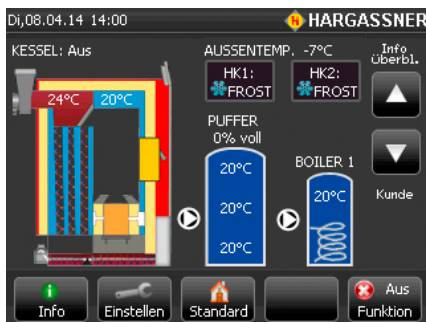 Di,08.04.14 14:00
HARGASSNER
KESSEL: Aus
AUSSENTEMP. -7°C
Info
Überbl.
HK1:
FROST
HK2:
FROST
24°C
20°C
PUFFER
0% voll
20°C
20°C
20°C
BOILER 1
20°C
Kunde
Info
Einstellen
Standard
Aus
Funktion